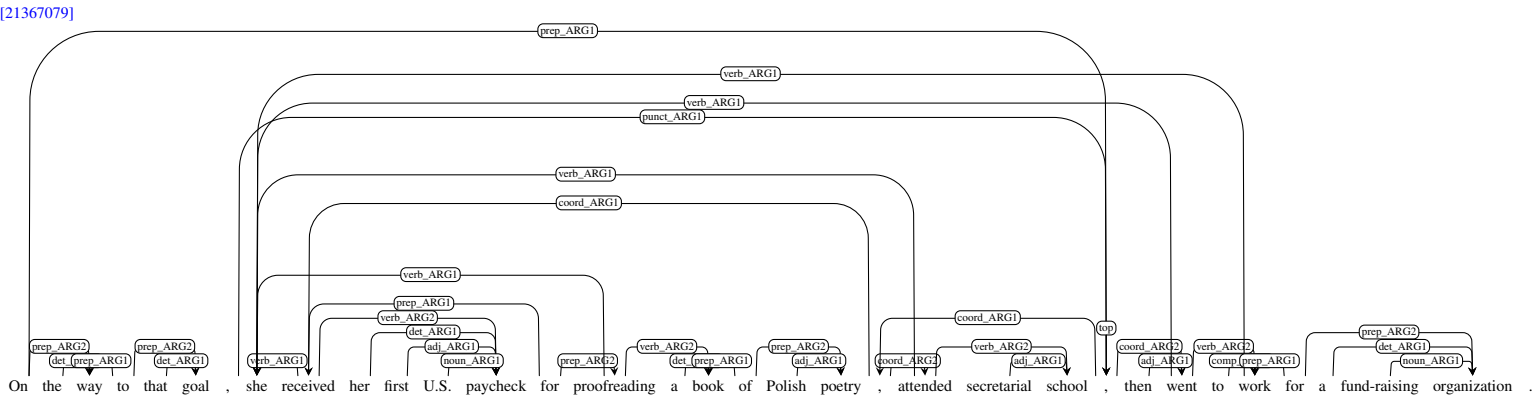 [21367079]
prep_ARG1
verb_ARG1
verb_ARG1
punct_ARG1
verb_ARG1
coord_ARG1
verb_ARG1
prep_ARG1
verb_ARG2 coord_ARG1
det_ARG1 top
prep_ARG2 prep_ARG2 adj_ARG1 verb_ARG2 prep_ARG2 verb_ARG2 coord_ARG2 verb_ARG2 prep_ARG2 det_ARG1
det_ prep_ARG1 det_ARG1 verb_ARG1 noun_ARG1 prep_ARG2 det_ prep_ARG1 adj_ARG1 coord_ARG2 adj_ARG1 adj_ARG1 comp_ prep_ARG1 noun_ARG1
On the way to that goal , she received her first U.S. paycheck for proofreading a book of Polish poetry , attended secretarial school , then went to work for a fund-raising organization .